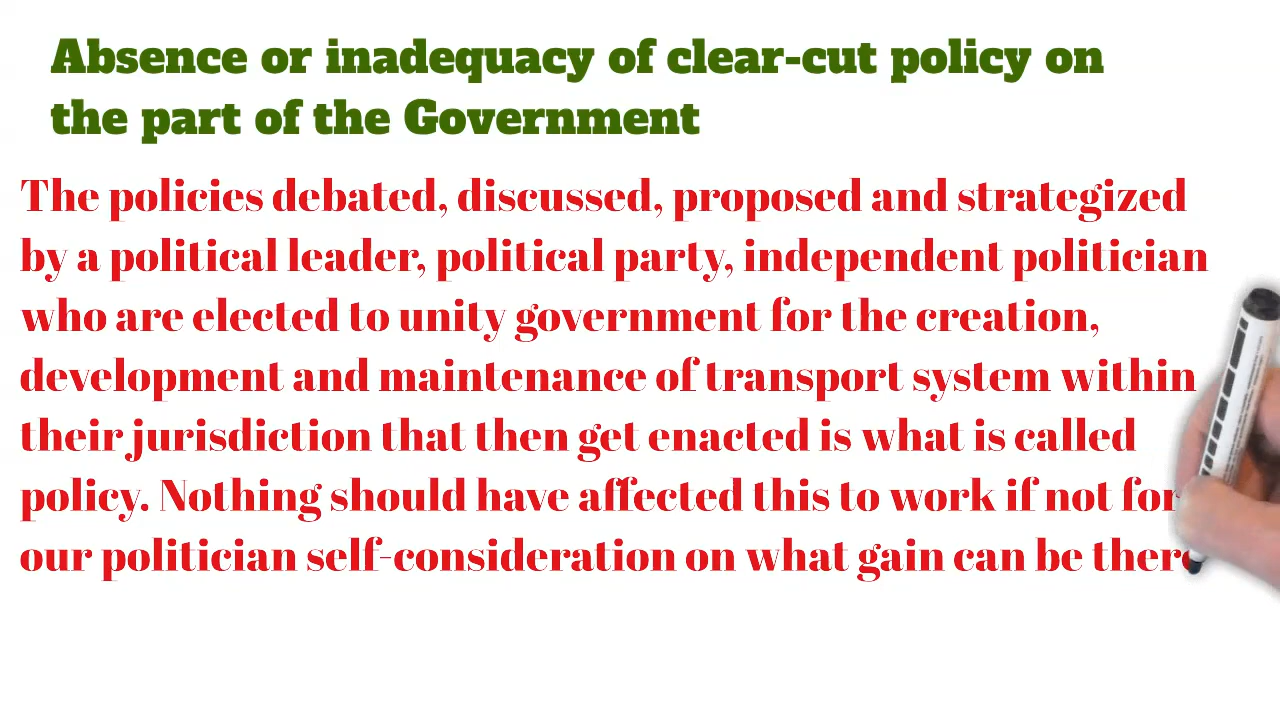 Absence or inadequacy of clear-cut policy on
the part of the Government
The policies debated, discussed, proposed and strategized
by a political leader, political party, independent politician
who are elected to unity government for the creation,
development and maintenance of transport system within
their jurisdiction that then get enacted is what is called
policy. Nothing should have affected this to work if not for
our politician self-consideration on what gain can be there